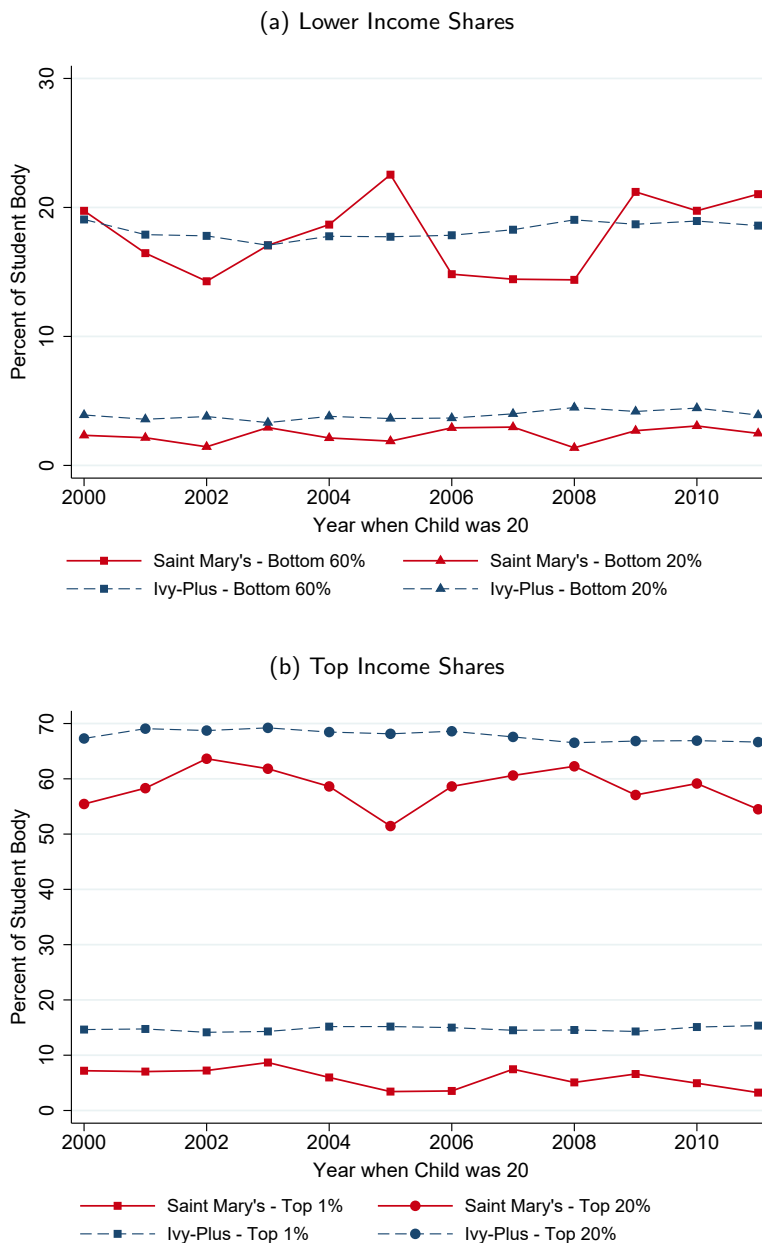 (a) Lower Income Shares
Percent of Student Body
30
20
10
0
2000 2002 2004 2006 2008 2010
Year when Child was 20
Saint Mary's - Bottom 60% Saint Mary's - Bottom 20%
Ivy-Plus - Bottom 60% Ivy-Plus - Bottom 20%
(b) Top Income Shares
Percent of Student Body
70
60
50
40
30
20
10
0
2000 2002 2004 2006 2008 2010
Year when Child was 20
Saint Mary's - Top 1% Saint Mary's - Top 20%
Ivy-Plus - Top 1% Ivy-Plus - Top 20%